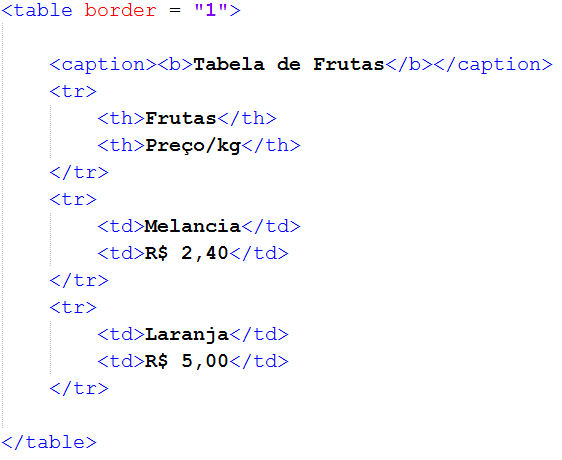 <table border = "1">
<caption><b>Tabela de Frutas</b></caption>
<tr>
<th>Frutas</th>
<th>Preço/kg</th>
</tr>
<tr>
<td>Melancia</td>
<td>R$ 2,40</td>
</tr>
<tr>
<td>Laranja</td>
<td>R$ 5,00</td>
</tr>
</table>